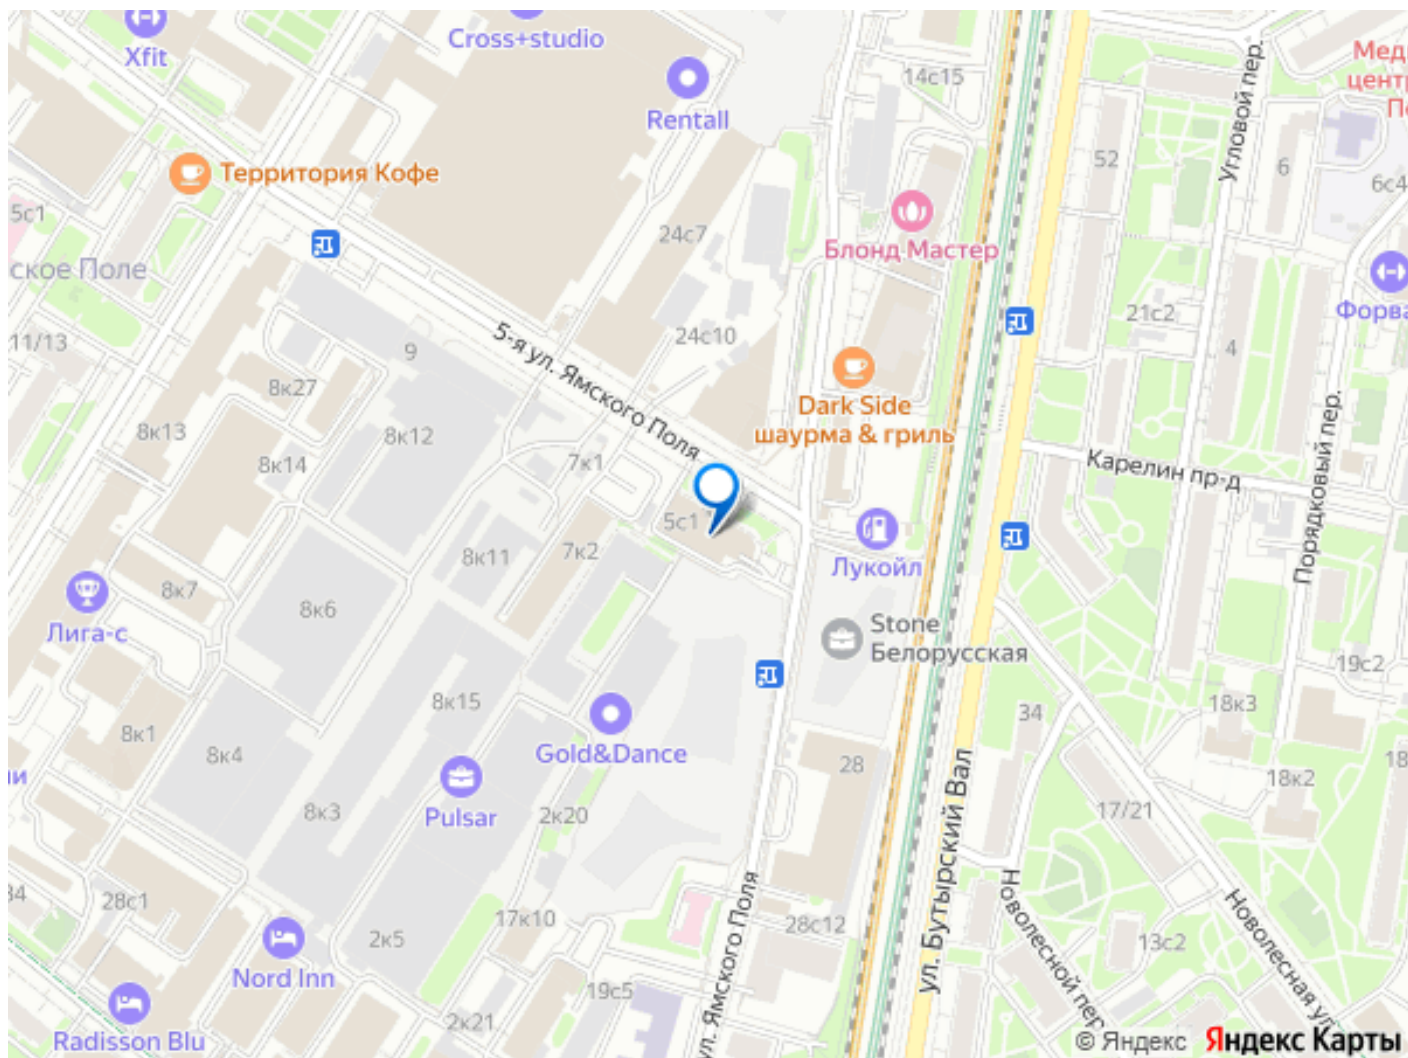 Xfit
Cross+studio
Rentall
14с15
Угловой пер.
52
6
6с4
Территория Кофе
5с1
24с7
Блонд Мастер
ское Поле
21с2
4
11/13
9
5-я ул. Ямского Поля
24с10
Dark Side
шаурма & гриль
8к27
8к13
8к12
8к14
7к1
Карелин пр-д
Порядковый пер.
5с1
8к11
7к2
Лукойл
8к7
8к6
Лига-с
Stone
Белорусская
19с2
8к15
8к1
8к4
Gold&Dance
34
18к3
28
18к2
8к3
Pulsar
2к20
17/21
ул. Бутырский Вал
28с1
17к10
28с12
2к5
Nord Inn
19с5
ул. Ямского Поля
13с2
Новолесной пер.
Новолесная ул.
2к21
Radisson Blu
© Яндекс Яндекс Карты